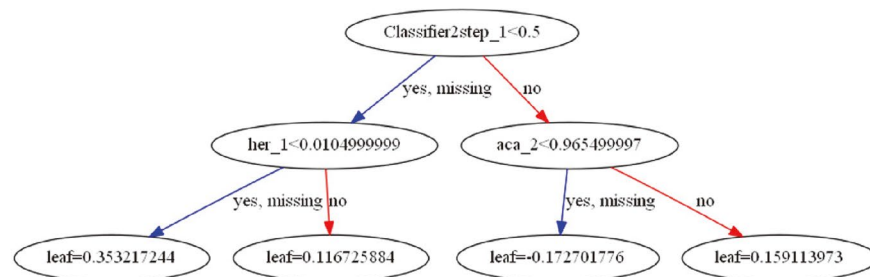 Classifier2step_1<0.5
yes, missing no
her_1<0.0104999999 aca_2<0.965499997
yes, missing no yes, missing no
leaf=0.353217244 leaf=0.116725884 leaf=-0.172701776 leaf=0.159113973